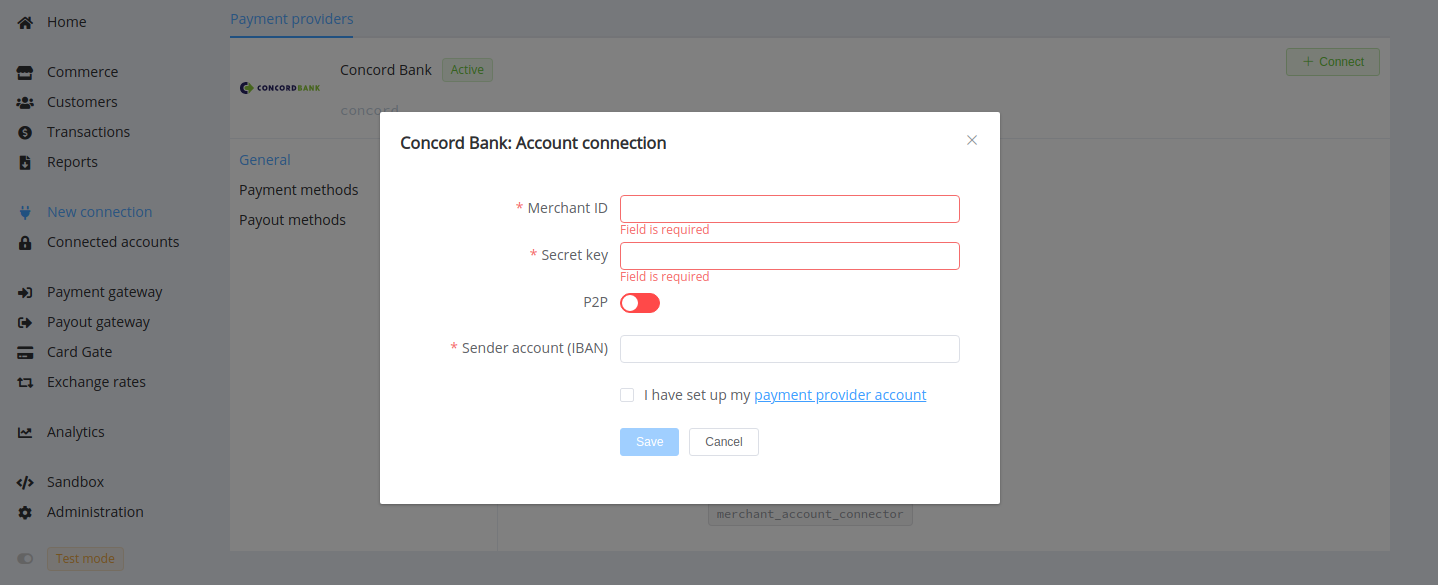 Home
Commerce
Customers
Transactions
Reports
New connection
Connected accounts
Payment gateway
Payout gateway
Card Gate
Exchange rates
Analytics
Sandbox
Administration
Test mode
Payment providers
CONCORDBANK
Concord Bank Active
concord
+ Connect
General
Payment methods
Payout methods
Concord Bank: Account connection
* Merchant ID
Field is required
* Secret key
Field is required
P2P
* Sender account (IBAN)
I have set up my payment provider account
Save Cancel
merchant_account_connector